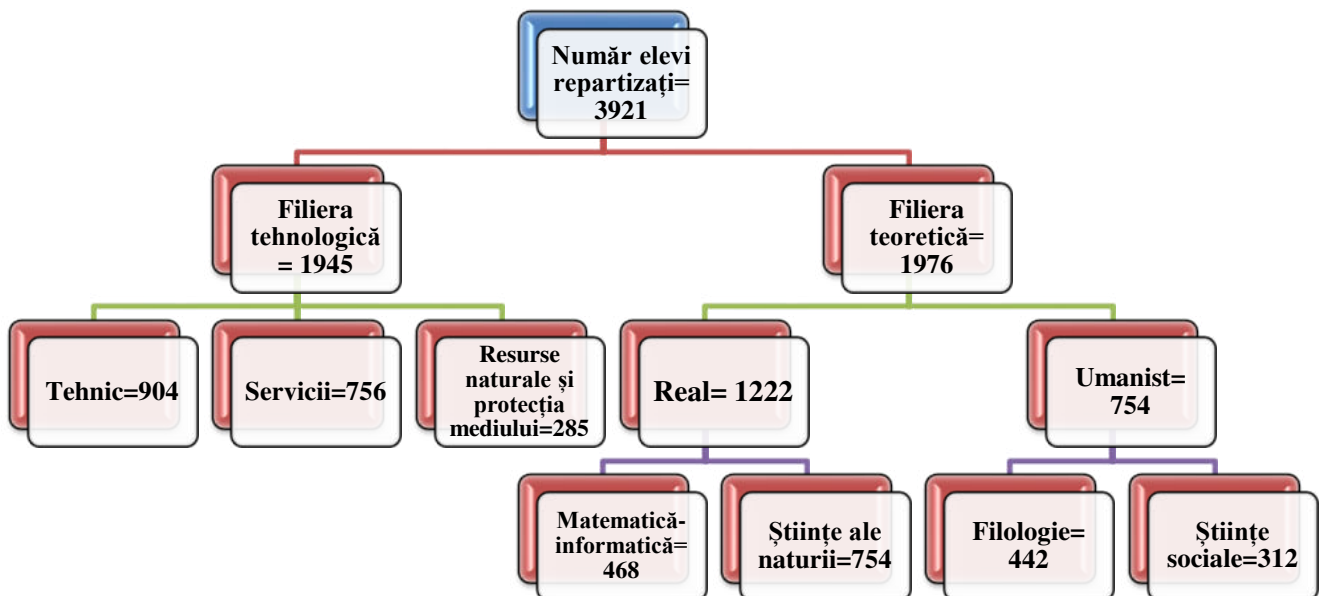 Număr elevi
repartizați=
3921
Filiera
tehnologică
= 1945
Filiera
teoretică=
1976
Tehnic=904
Servicii=756
Resurse
naturale și
protecția
mediului=285
Real= 1222
Umanist=
754
Matematică-
informatică=
468
Științe ale
naturii=754
Filologie=
442
Științe
sociale=312